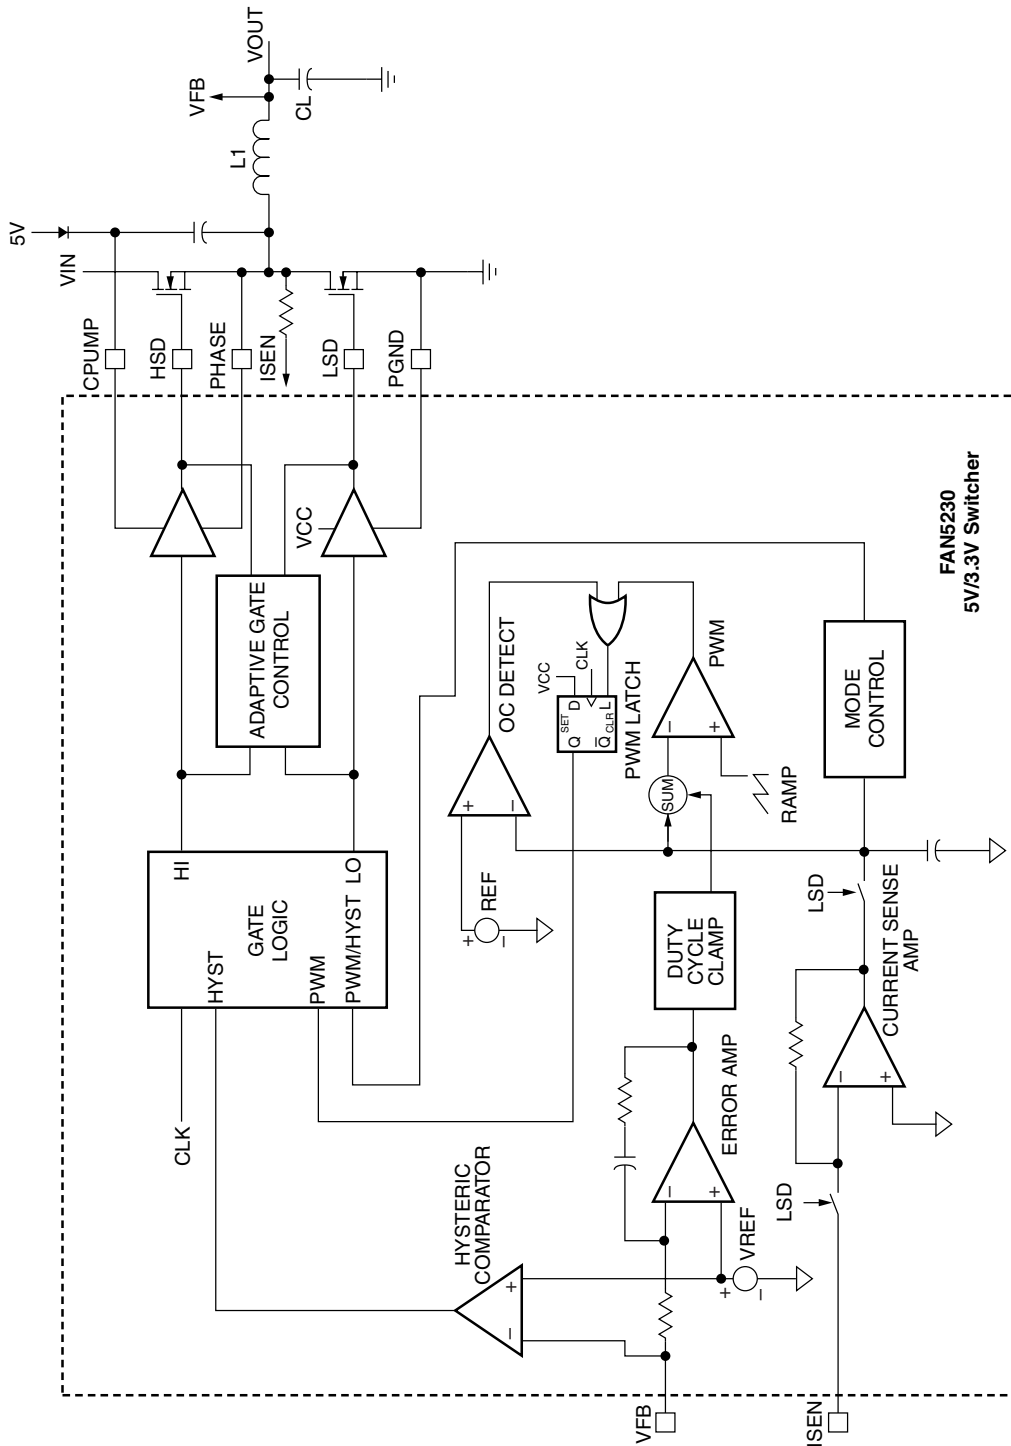 5V
VIN
VFB
VOUT
L1
CL
CPUMP
HSD
PHASE
ISEN
LSD
PGND
VCC
ADAPTIVE GATE
CONTROL
HI
GATE
LOGIC
HYST
PWM
PWM/HYST LO
CLK
OC DETECT
+
–
REF
+
–
VCC
CLK
SET
Q D
Q CLR L
PWM LATCH
PWM
–
+
SUM
RAMP
MODE
CONTROL
FAN5230
5V/3.3V Switcher
DUTY
CYCLE
CLAMP
LSD
CURRENT SENSE
AMP
–
+
ERROR AMP
–
+
HYSTERIC
COMPARATOR
–
+
VREF
+
–
LSD
VFB
ISEN